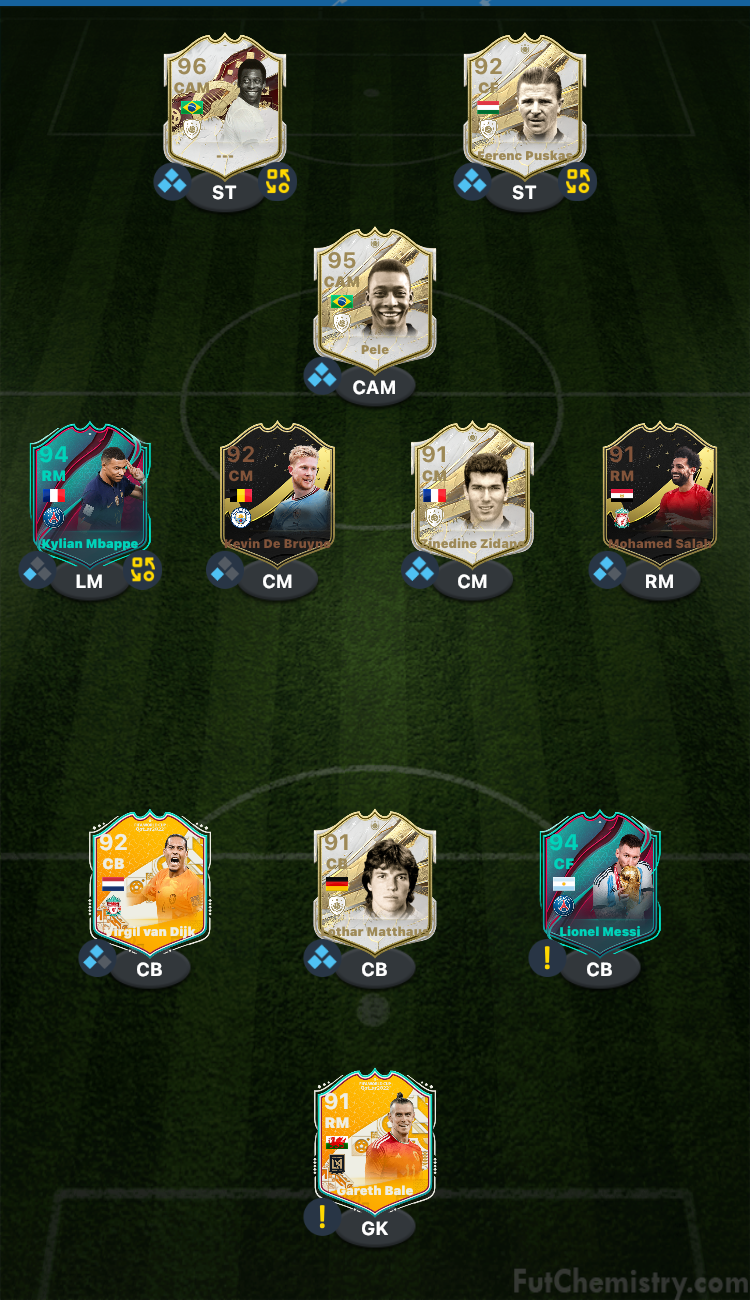 96
CAM
---
ST
92
CF
Ferenc Puskas
ST
95
CAM
Pele
CAM
94
RM
Kylian Mbappe
LM
92
CM
Kevin De Bruyne
CM
91
CM
Zinedine Zidane
CM
91
RM
Mohamed Salah
RM
92
CB
Virgil van Dijk
CB
91
CB
Lothar Matthaus
CB
94
CF
Lionel Messi
!
CB
91
RM
Gareth Bale
!
GK
FutChemistry.com